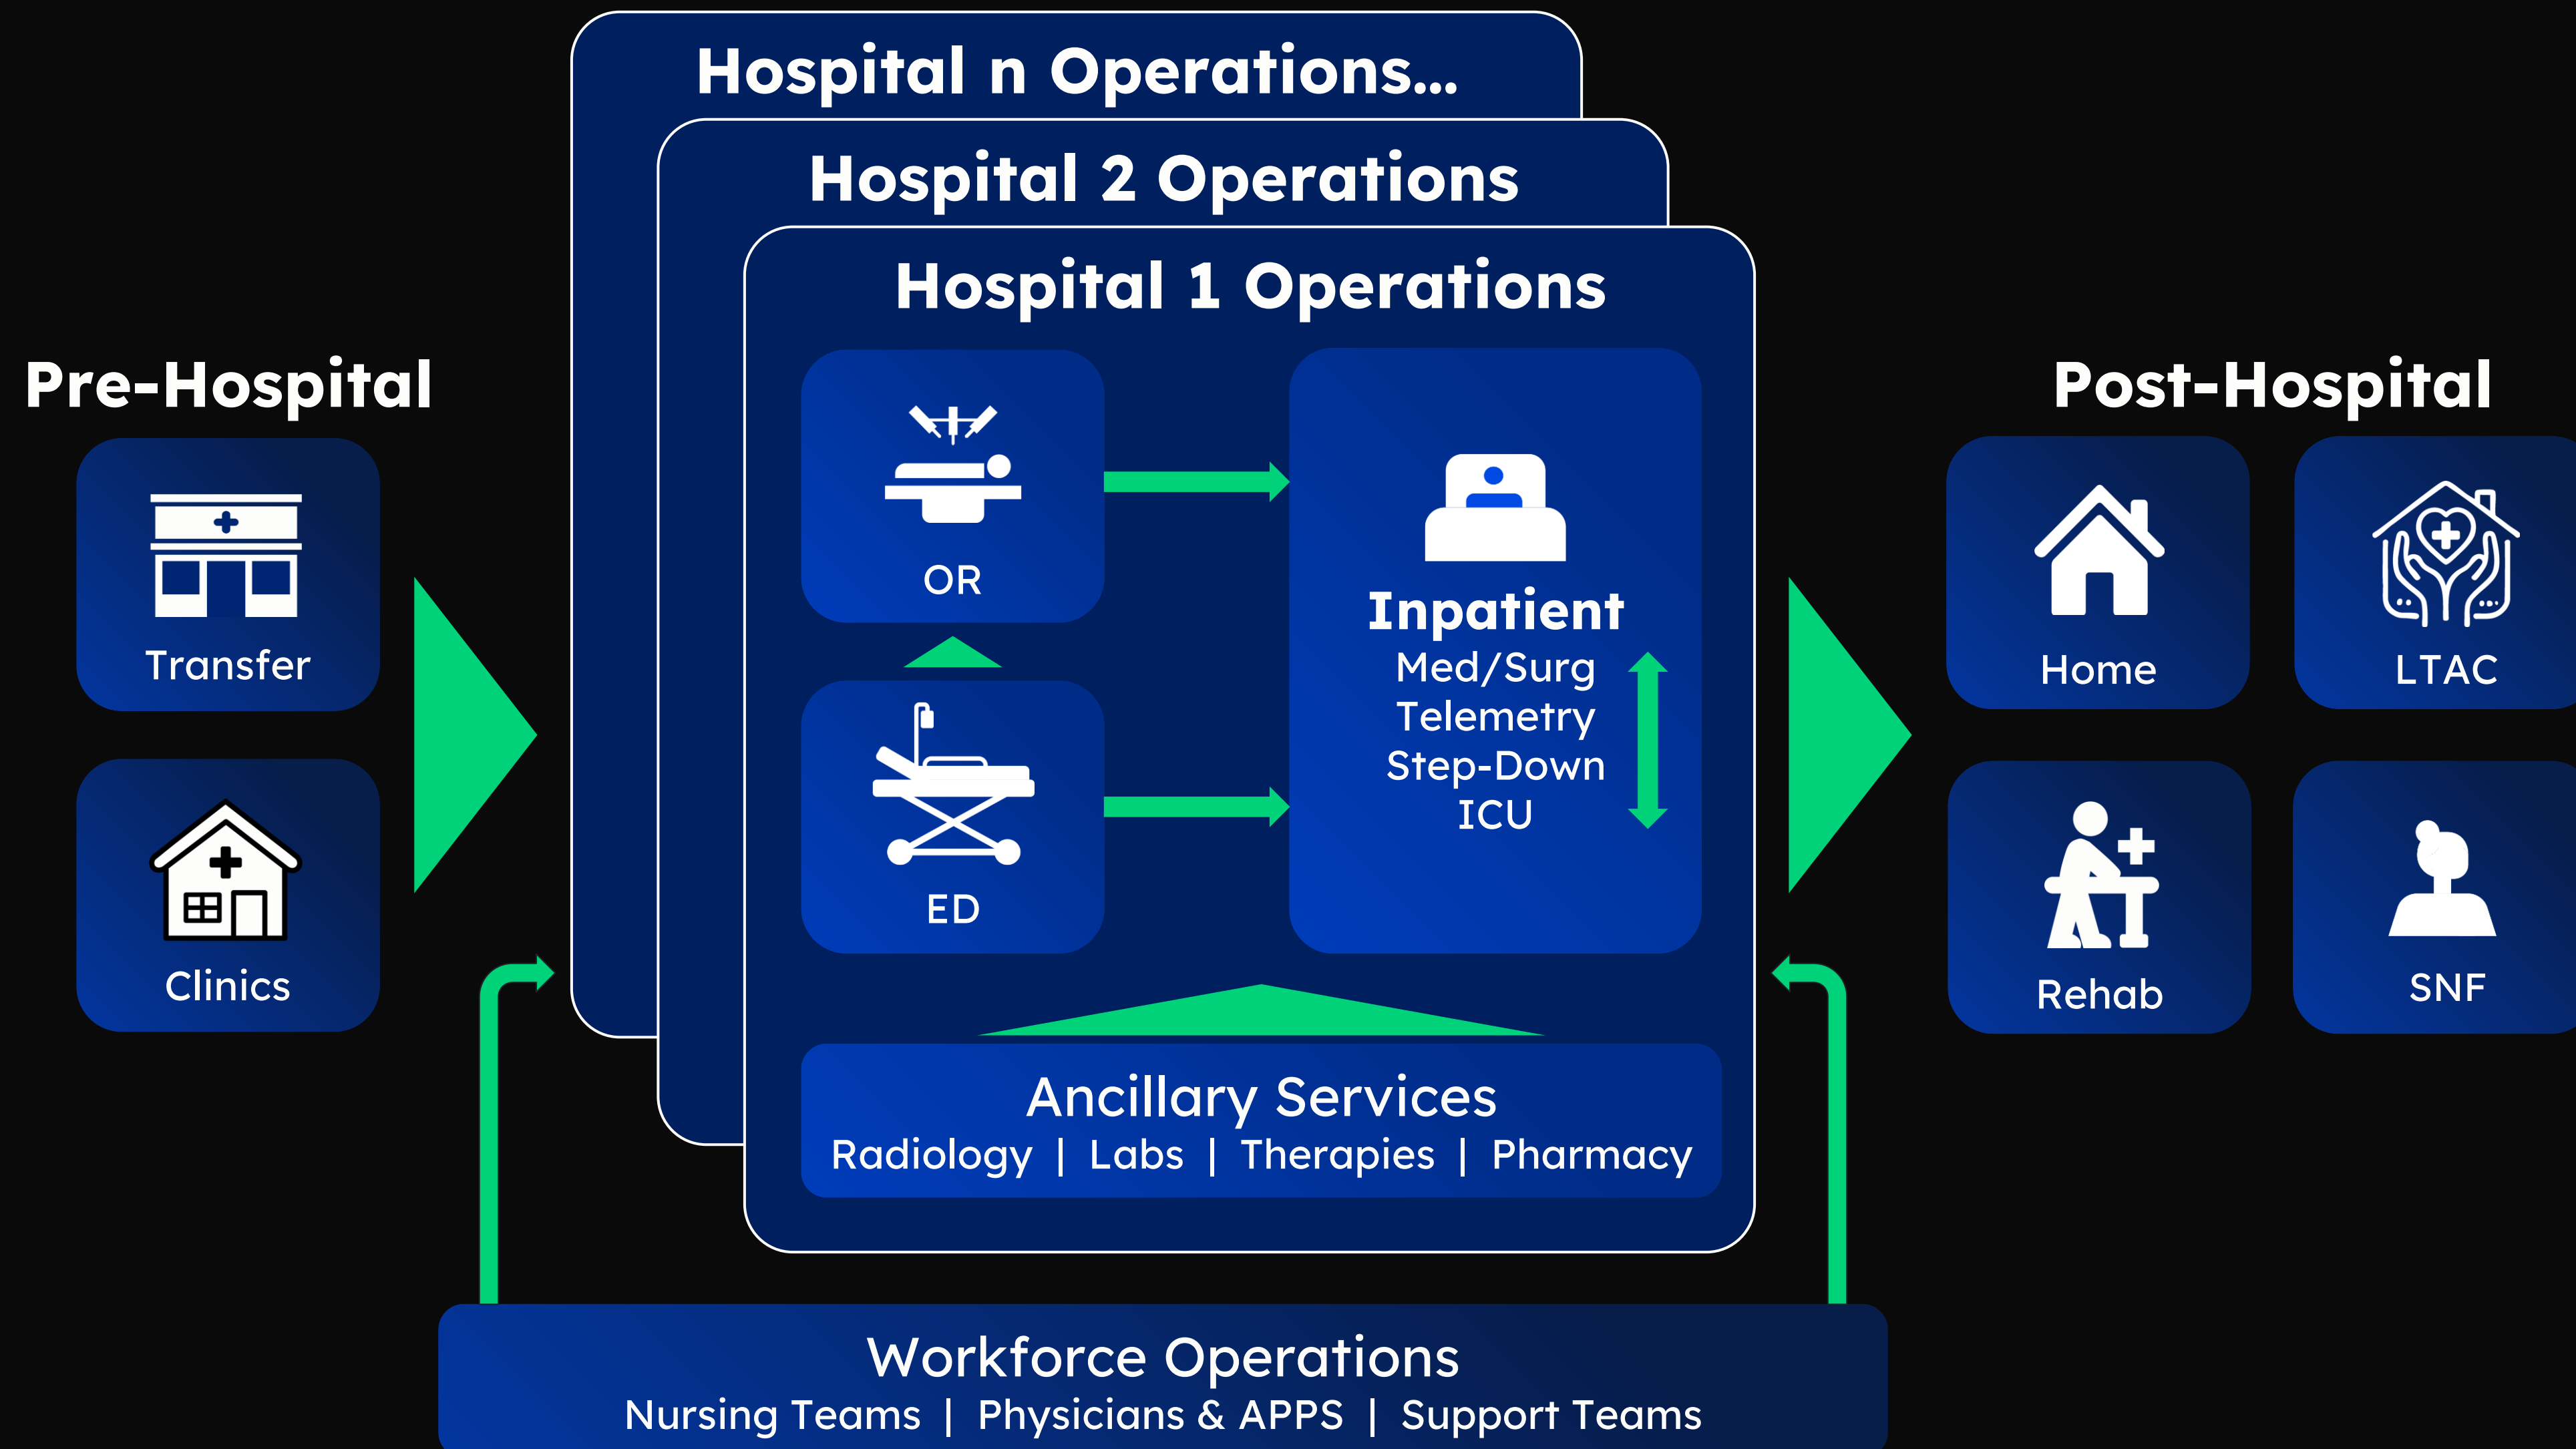 Hospital n Operations...
Hospital 2 Operations
Hospital 1 Operations
Pre-Hospital
Transfer
Clinics
OR
ED
Inpatient
Med/Surg
Telemetry
Step-Down
ICU
Ancillary Services
Radiology | Labs | Therapies | Pharmacy
Post-Hospital
Home
LTAC
Rehab
SNF
Workforce Operations
Nursing Teams | Physicians & APPS | Support Teams